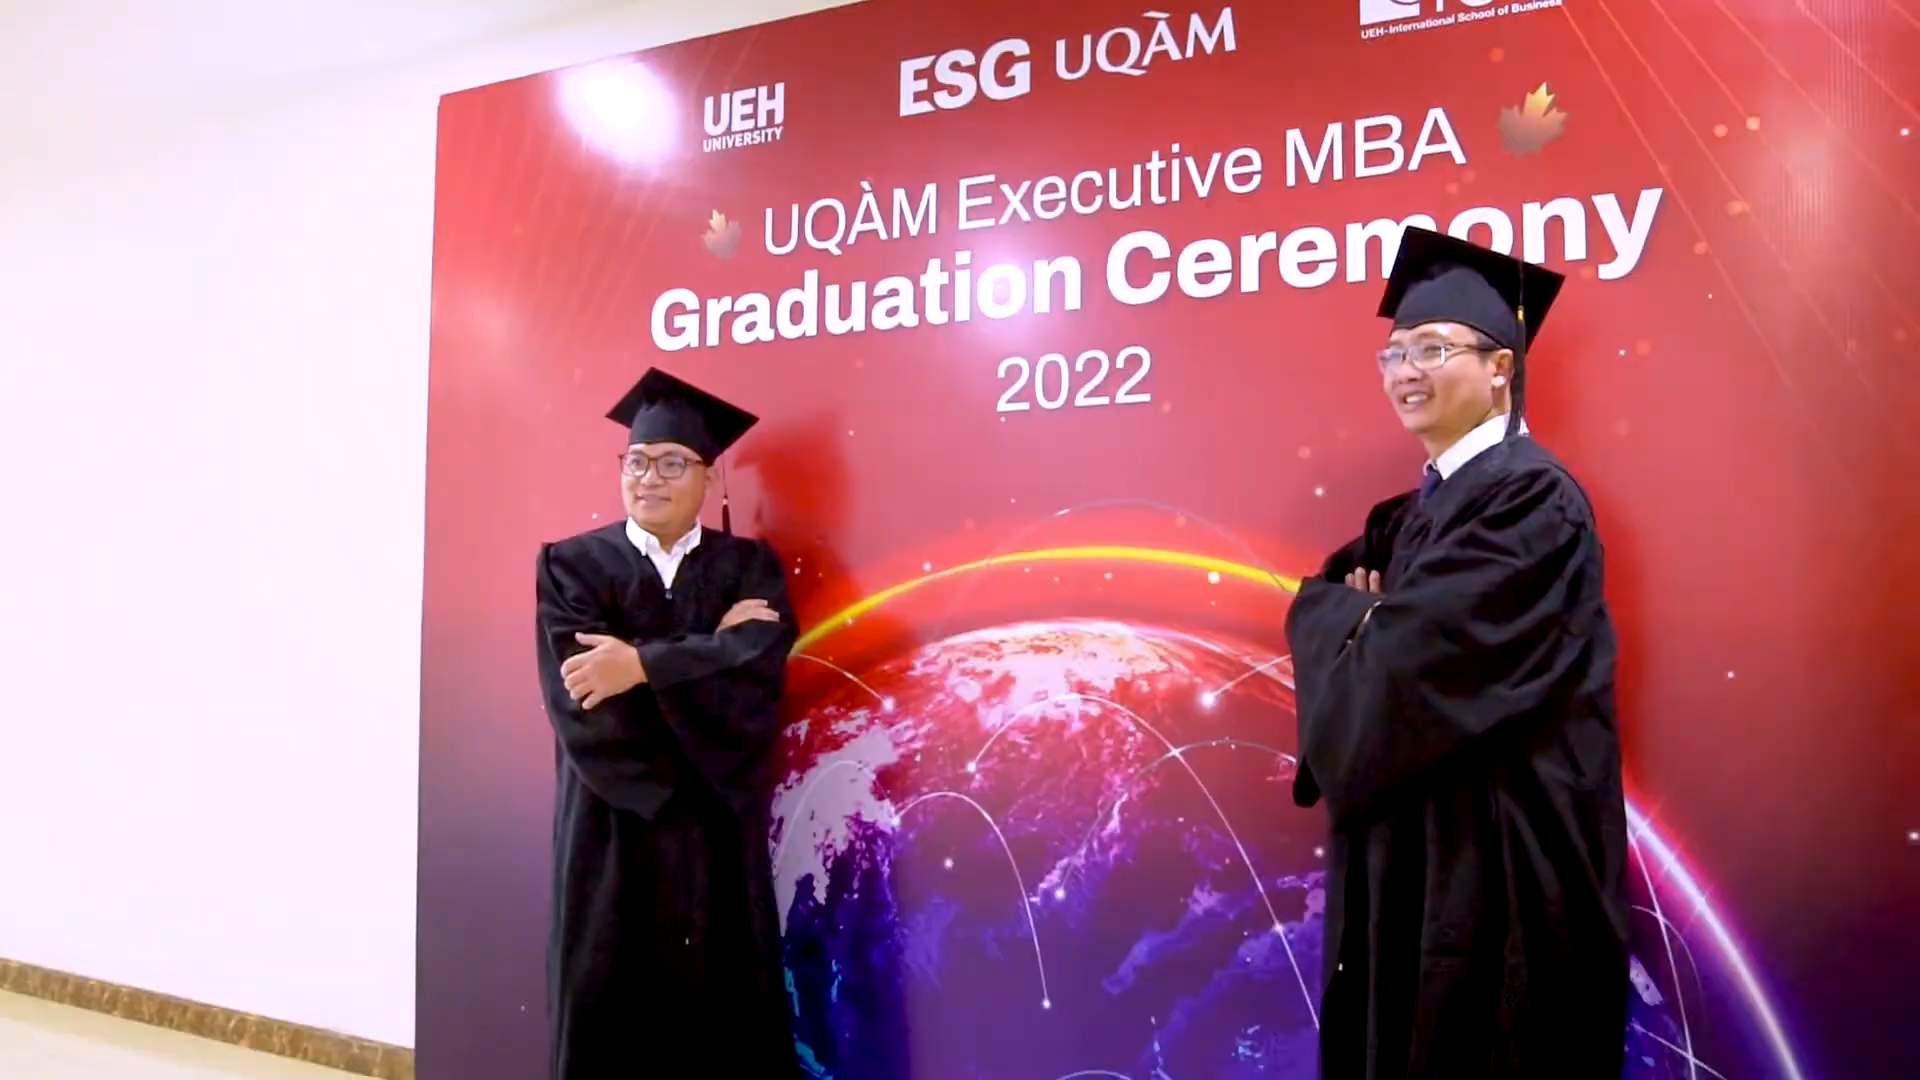 UEH
UNIVERSITY
ESG UQÀM
UEH-International School of Business
UQÀM Executive MBA
Graduation Ceremony
2022